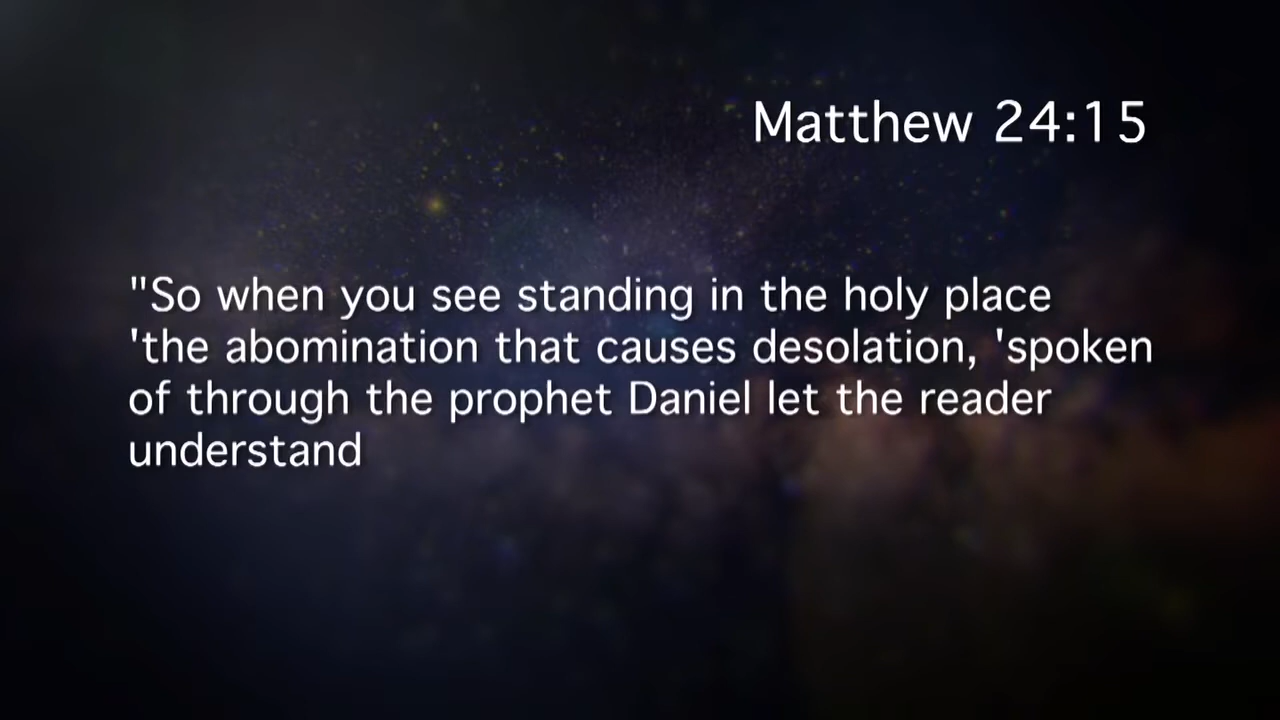 Matthew 24:15
"So when you see standing in the holy place
'the abomination that causes desolation, 'spoken
of through the prophet Daniel let the reader
understand